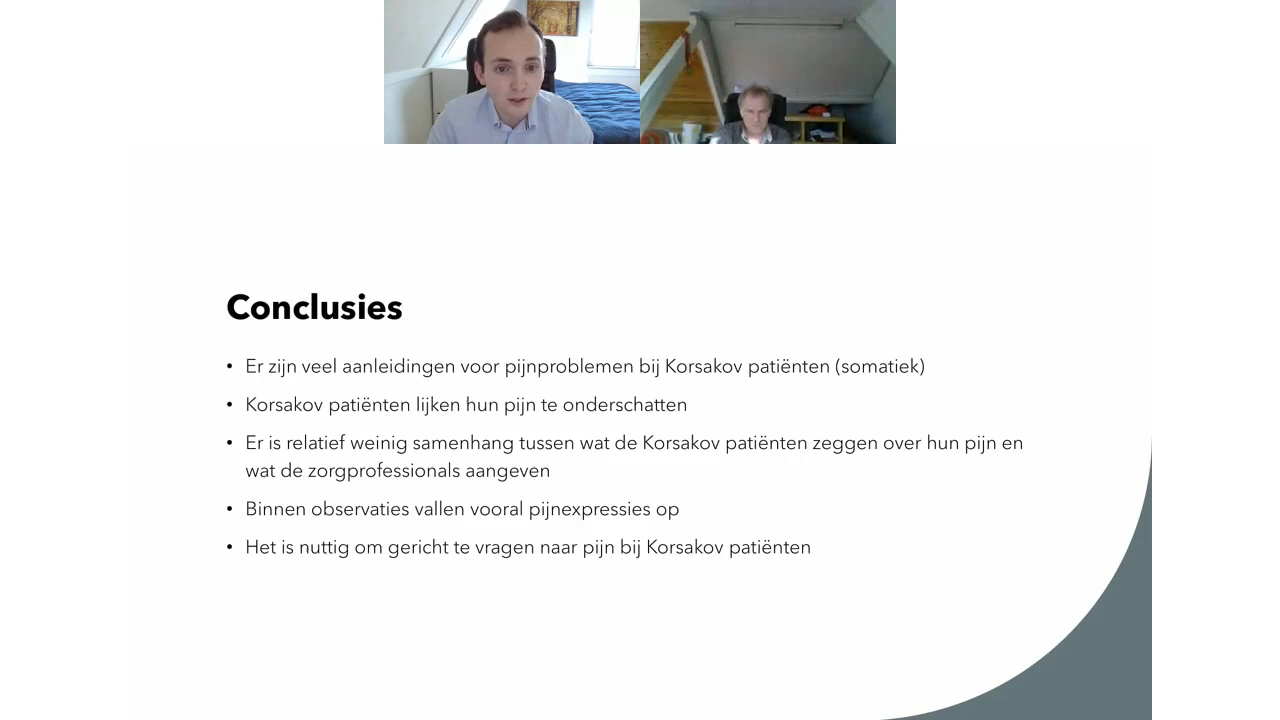 Conclusies
• Er zijn veel aanleidingen voor pijnproblemen bij Korsakov patiënten (somatiek)
• Korsakov patiënten lijken hun pijn te onderschatten
• Er is relatief weinig samenhang tussen wat de Korsakov patiënten zeggen over hun pijn en
wat de zorgprofessionals aangeven
• Binnen observaties vallen vooral pijnexpressies op
• Het is nuttig om gericht te vragen naar pijn bij Korsakov patiënten